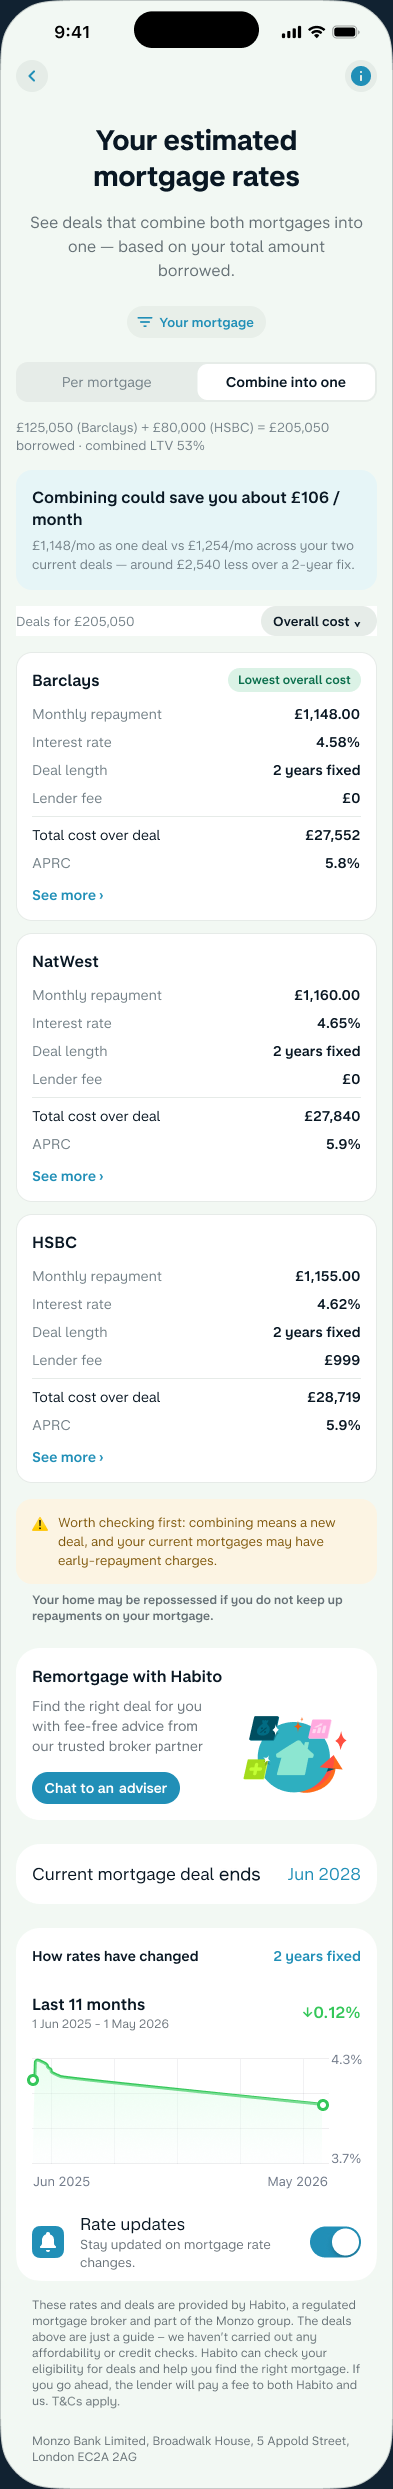 9:41
Your estimated
mortgage rates
See deals that combine both mortgages into
one — based on your total amount
borrowed.
Your mortgage
Per mortgage
Combine into one
£125,050 (Barclays) + £80,000 (HSBC) = £205,050
borrowed · combined LTV 53%
Combining could save you about £106 /
month
£1,148/mo as one deal vs £1,254/mo across your two
current deals — around £2,540 less over a 2-year fix.
Deals for £205,050
Overall cost
Barclays
Lowest overall cost
Monthly repayment £1,148.00
Interest rate 4.58%
Deal length 2 years fixed
Lender fee £0
Total cost over deal £27,552
APRC 5.8%
See more ›
NatWest
Monthly repayment £1,160.00
Interest rate 4.65%
Deal length 2 years fixed
Lender fee £0
Total cost over deal £27,840
APRC 5.9%
See more ›
HSBC
Monthly repayment £1,155.00
Interest rate 4.62%
Deal length 2 years fixed
Lender fee £999
Total cost over deal £28,719
APRC 5.9%
See more ›
Worth checking first: combining means a new
deal, and your current mortgages may have
early-repayment charges.
Your home may be repossessed if you do not keep up
repayments on your mortgage.
Remortgage with Habito
Find the right deal for you
with fee-free advice from
our trusted broker partner
Chat to an adviser
Current mortgage deal ends Jun 2028
How rates have changed 2 years fixed
Last 11 months
1 Jun 2025 - 1 May 2026
↓0.12%
4.3%
3.7%
Jun 2025 May 2026
Rate updates
Stay updated on mortgage rate
changes.
These rates and deals are provided by Habito, a regulated
mortgage broker and part of the Monzo group. The deals
above are just a guide – we haven't carried out any
affordability or credit checks. Habito can check your
eligibility for deals and help you find the right mortgage. If
you go ahead, the lender will pay a fee to both Habito and
us. T&Cs apply.
Monzo Bank Limited, Broadwalk House, 5 Appold Street,
London EC2A 2AG